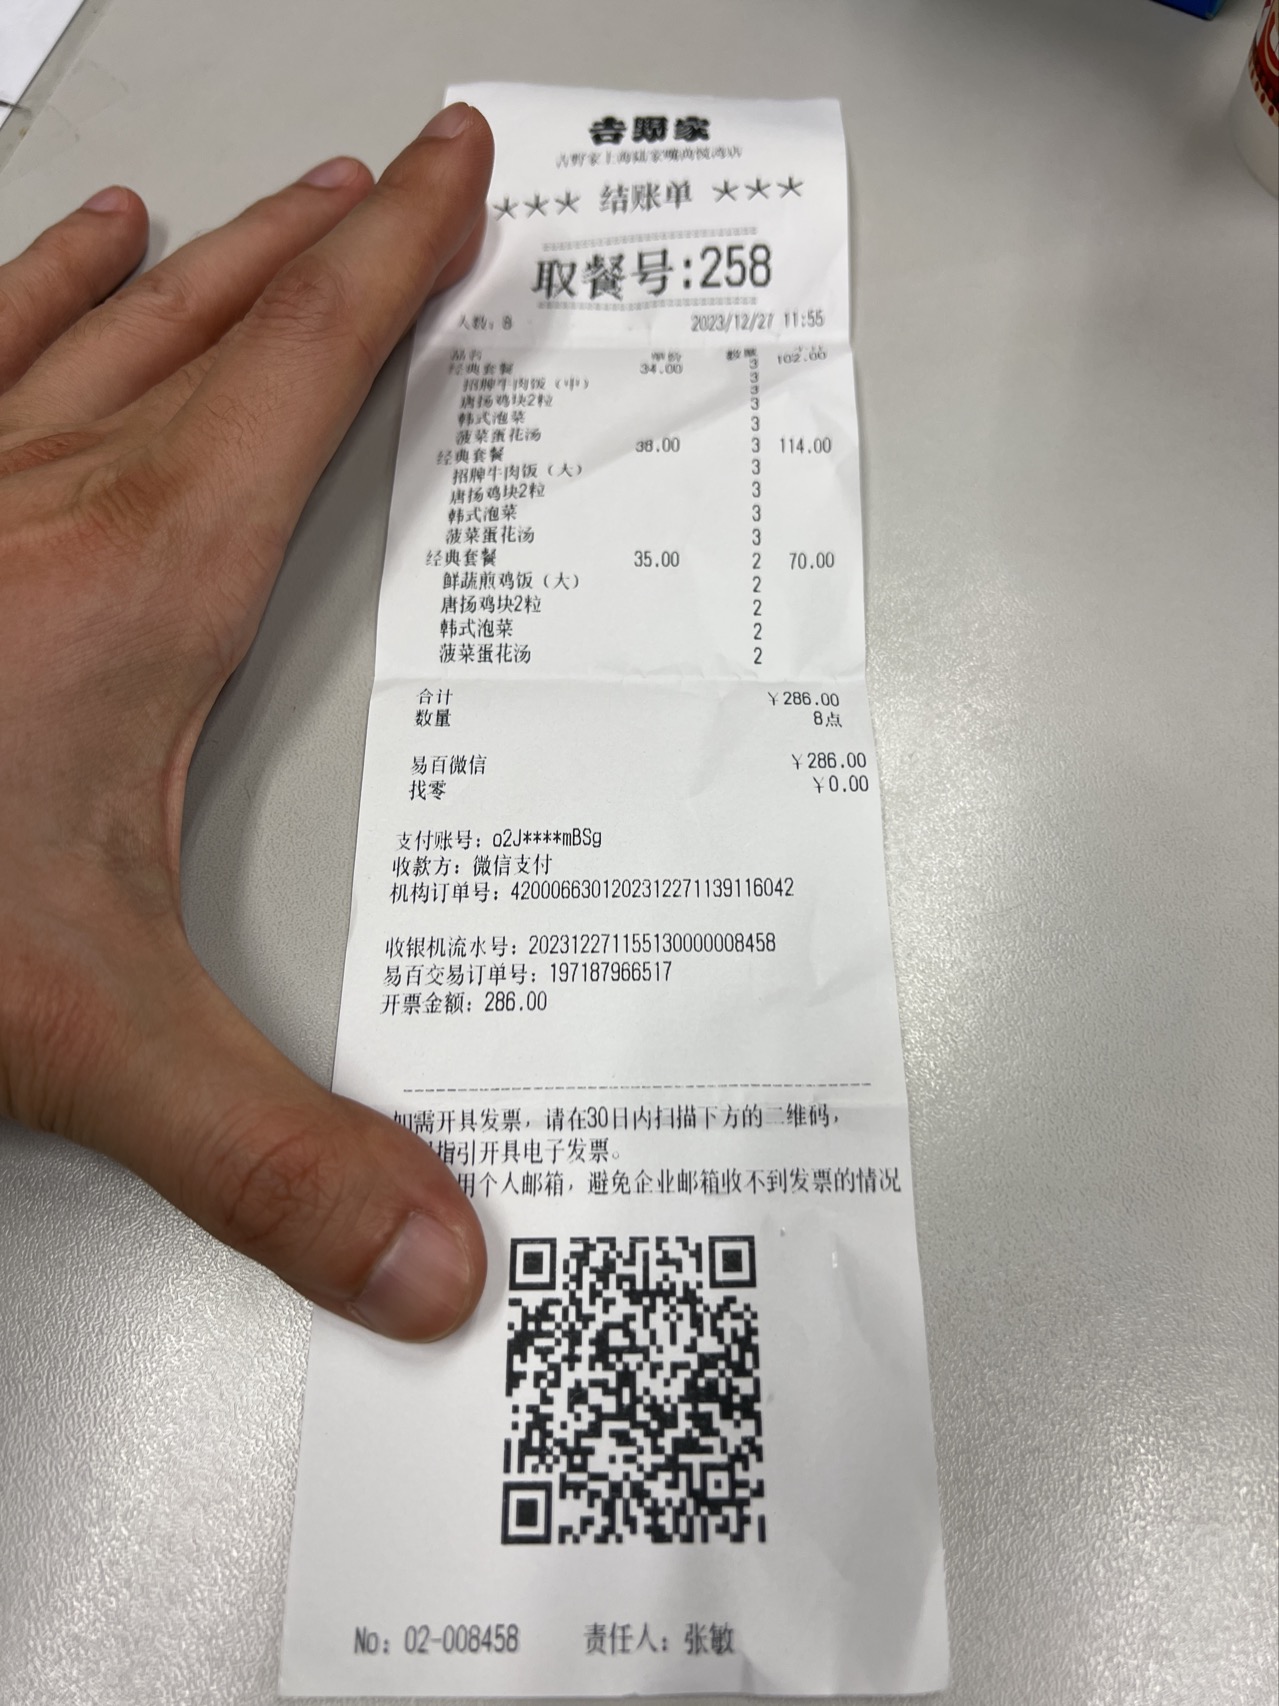 吉野家
吉野家上海陆家嘴尚悦湾店
*** 结账单 ***
取餐号:258
人数: 8 2023/12/27 11:55
品名 单价 数量
经典套餐 34.00 3 102.00
招牌牛肉饭（中） 3
唐扬鸡块2粒 3
韩式泡菜 3
菠菜蛋花汤 3
经典套餐 38.00 3 114.00
招牌牛肉饭（大） 3
唐扬鸡块2粒 3
韩式泡菜 3
菠菜蛋花汤 3
经典套餐 35.00 2 70.00
鲜蔬煎鸡饭（大） 2
唐扬鸡块2粒 2
韩式泡菜 2
菠菜蛋花汤 2
合计 ¥286.00
数量 8点
易百微信 ¥286.00
找零 ¥0.00
支付账号: o2J****mBSg
收款方: 微信支付
机构订单号: 4200066301202312271139116042
收银机流水号: 202312271155130000008458
易百交易订单号: 197187966517
开票金额: 286.00
如需开具发票, 请在30日内扫描下方的二维码,
指引开具电子发票。
用个人邮箱, 避免企业邮箱收不到发票的情况
No: 02-008458 责任人: 张敏